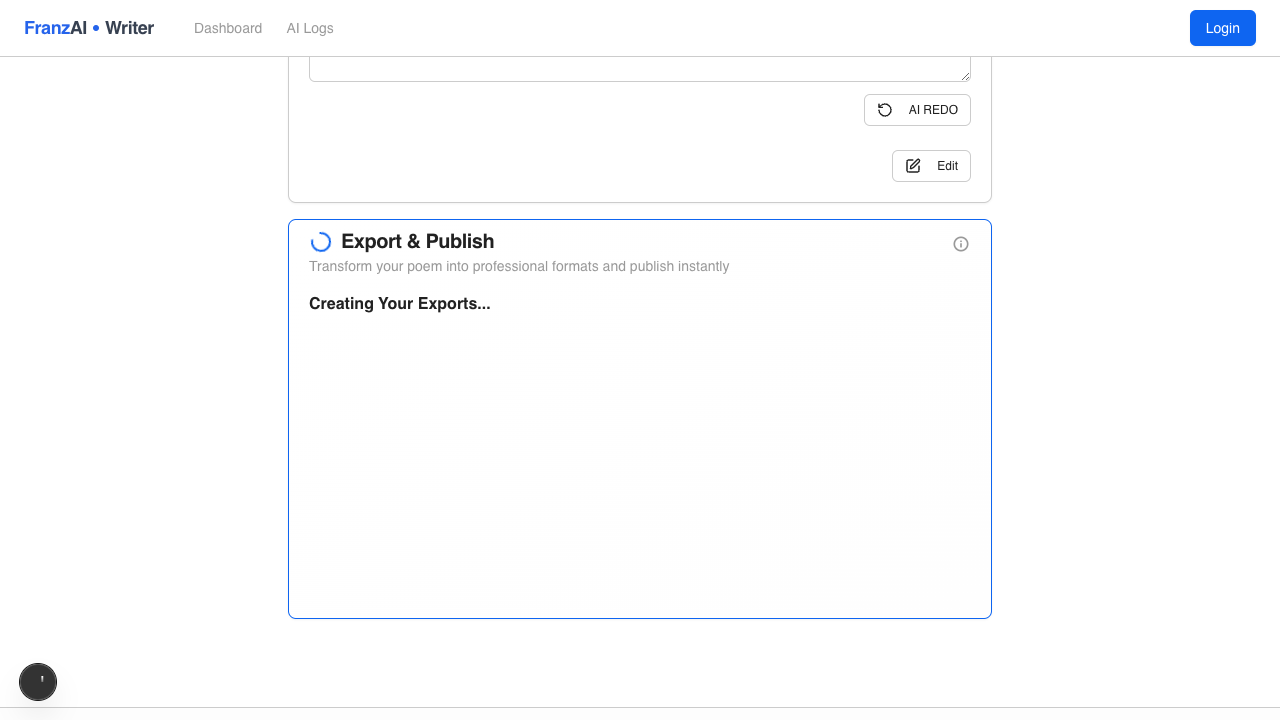 FranzAI • Writer
Dashboard
AI Logs
Login
AI REDO
Edit
Export & Publish
Transform your poem into professional formats and publish instantly
Creating Your Exports...